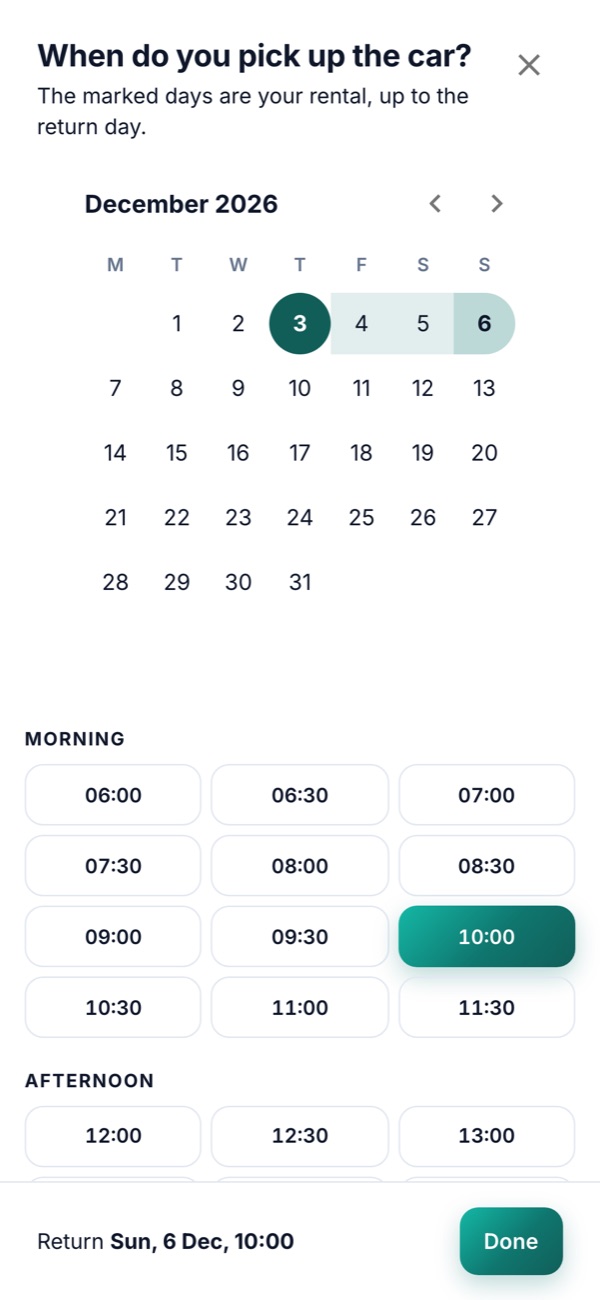 When do you pick up the car?
The marked days are your rental, up to the
return day.
December 2026
M T W T F S S
1 2 3 4 5 6
7 8 9 10 11 12 13
14 15 16 17 18 19 20
21 22 23 24 25 26 27
28 29 30 31
MORNING
06:00 06:30 07:00
07:30 08:00 08:30
09:00 09:30 10:00
10:30 11:00 11:30
AFTERNOON
12:00 12:30 13:00
Return Sun, 6 Dec, 10:00
Done